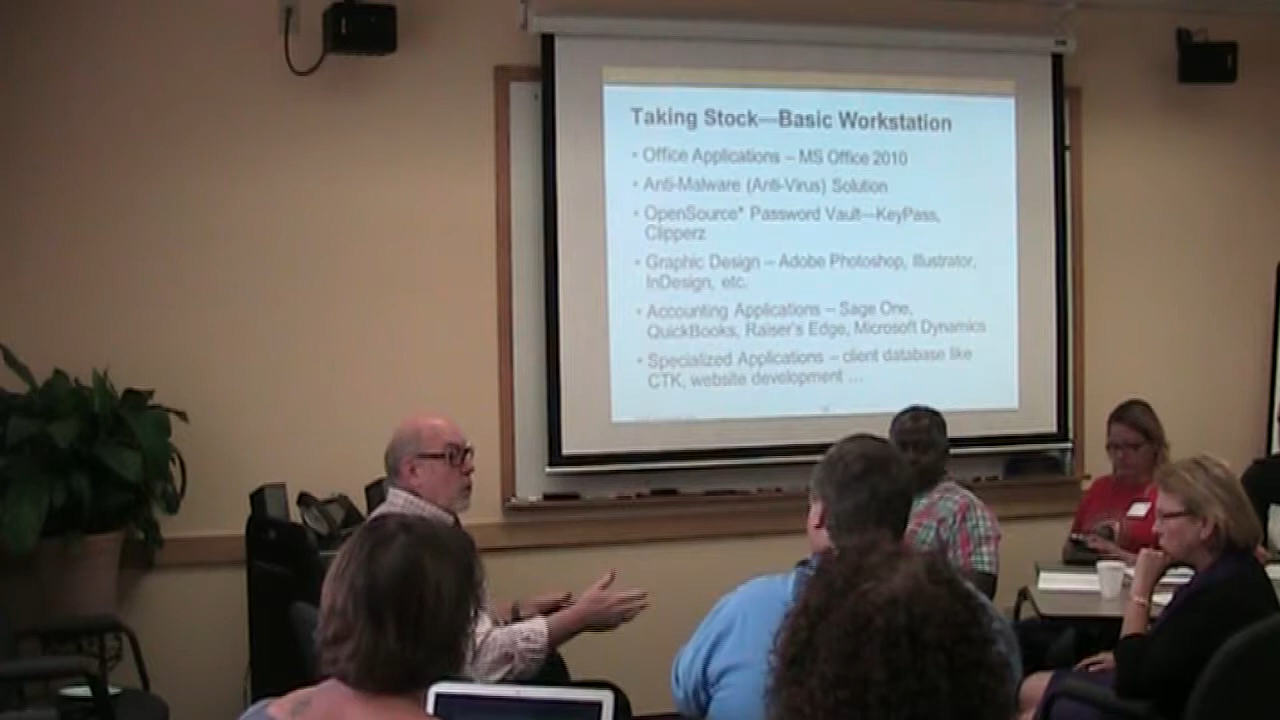 Taking Stock—Basic Workstation
• Office Applications – MS Office 2010
• Anti-Malware (Anti-Virus) Solution
• OpenSource* Password Vault—KeyPass,
Clipperz
• Graphic Design – Adobe Photoshop, Illustrator,
InDesign, etc.
• Accounting Applications – Sage One,
QuickBooks, Raiser's Edge, Microsoft Dynamics
• Specialized Applications – client database like
CTK, website development ...